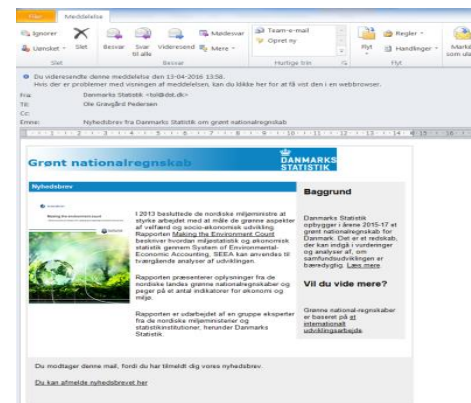 Filer Meddelelse
Ignorer
Uønsket
Slet
Besvar
Svar til alle
Videresend
Mødesvar
Mere
Team-e-mail
Opret ny
Flyt
Regler
Handlinger
Slet
Besvar
Hurtige trin
Flyt
Du videresendte denne meddelelse den 13-04-2016 13:58.
Hvis der er problemer med visningen af meddelelsen, kan du klikke her for at få vist den i en webbrowser.
Fra: Danmarks Statistik <tol@dst.dk>
Til: Ole Gravgård Pedersen
Cc:
Emne: Nyhedsbrev fra Danmarks Statistik om grønt nationalregnskab
Grønt nationalregnskab
DANMARKS
STATISTIK
Nyhedsbrev
I 2013 besluttede de nordiske miljøministre at
styrke arbejdet med at måle de grønne aspekter
af velfærd og socio-økonomisk udvikling.
Rapporten Making the Environment Count
beskriver hvordan miljøstatistik og økonomisk
statistik gennem System of Environmental-
Economic Accounting, SEEA kan anvendes til
tværgående analyser af udviklingen.
Rapporten præsenterer oplysninger fra de
nordiske landes grønne nationalregnskaber og
peger på et antal indikatorer for økonomi og
miljø.
Rapporten er udarbejdet af en gruppe eksperter
fra de nordiske miljøministerier og
statistikinstitutioner, herunder Danmarks
Statistik.
Baggrund
Danmarks Statistik
opbygger i årene 2015-17 et
grønt nationalregnskab for
Danmark. Det er et redskab,
der kan indgå i vurderinger
og analyser af, om
samfundsudviklingen er
bæredygtig. Læs mere.
Vil du vide mere?
Grønne national-regnskaber
er baseret på et
internationalt
udviklingsarbejde.
Du modtager denne mail, fordi du har tilmeldt dig vores nyhedsbrev.
Du kan afmelde nyhedsbrevet her